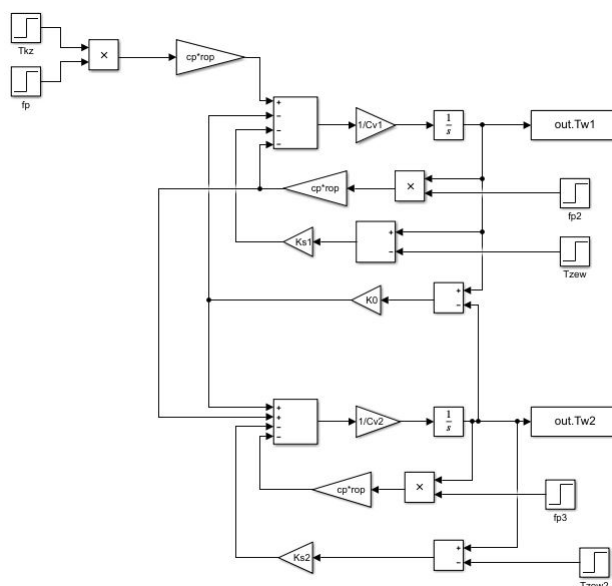 Tkz
×
fp
cp*rop
+
−
−
−
1/Cv1
1
s
out.Tw1
cp*rop
×
fp2
Ks1
+
−
Tzew
K0
+
−
+
+
−
−
1/Cv2
1
s
out.Tw2
cp*rop
×
fp3
Ks2
+
−
Tzew2